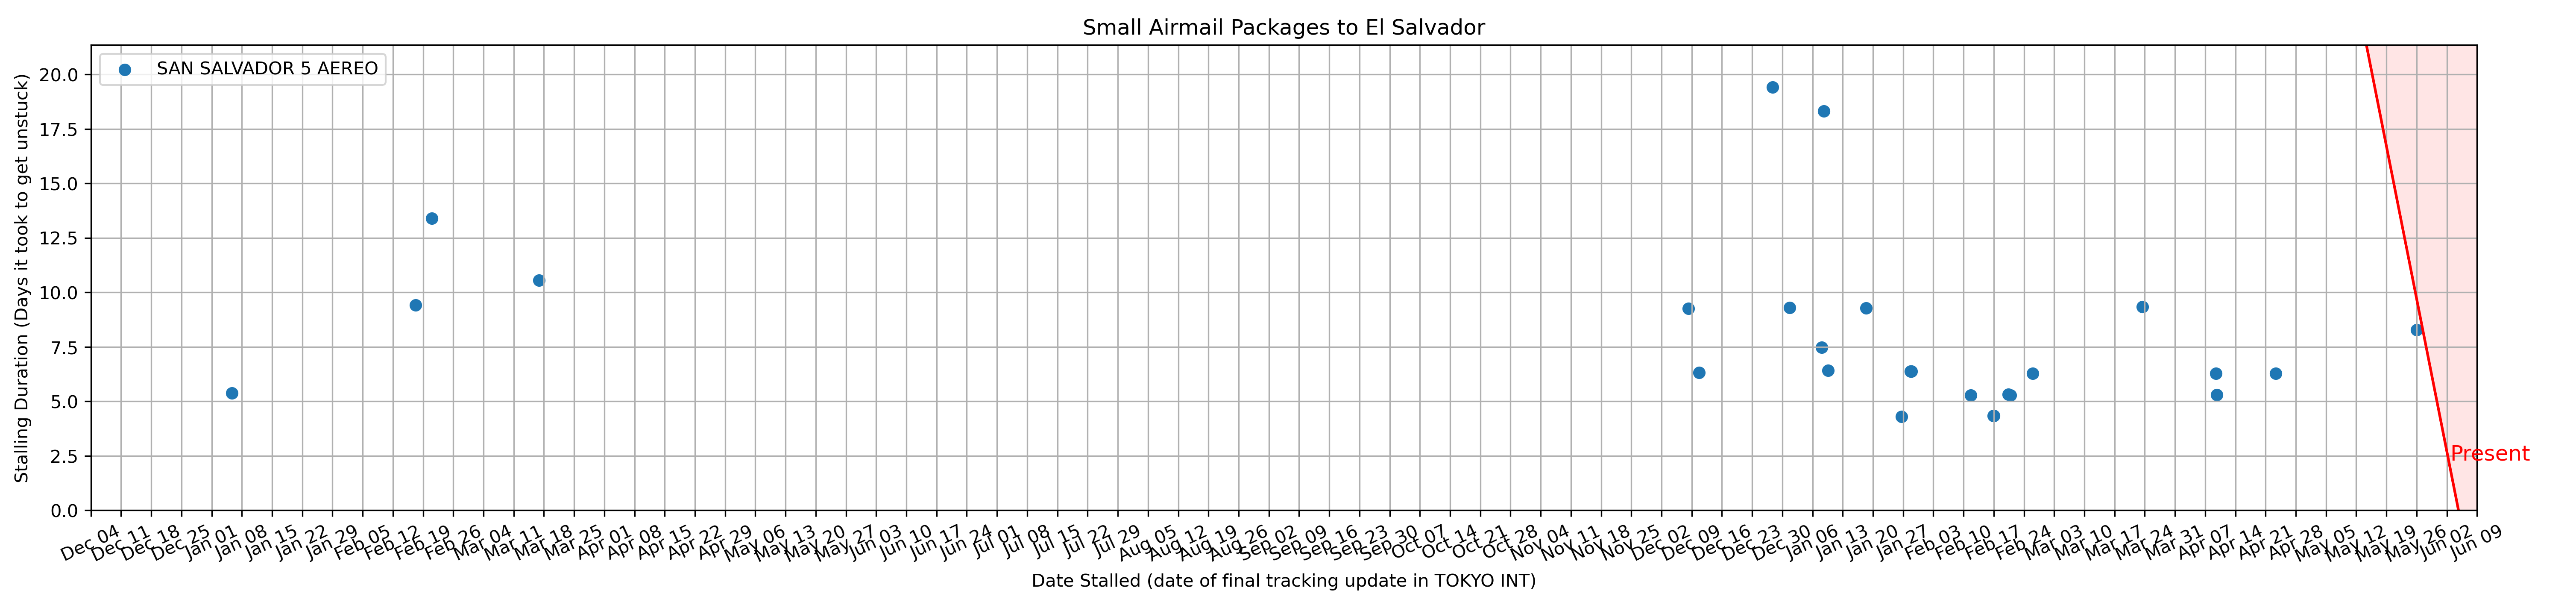 Small Airmail Packages to El Salvador
SAN SALVADOR 5 AEREO
Stalling Duration (Days it took to get unstuck)
20.0
17.5
15.0
12.5
10.0
7.5
5.0
2.5
0.0
Present
Dec 04
Dec 11
Dec 18
Dec 25
Jan 01
Jan 08
Jan 15
Jan 22
Jan 29
Feb 05
Feb 12
Feb 19
Feb 26
Mar 04
Mar 11
Mar 18
Mar 25
Apr 01
Apr 08
Apr 15
Apr 22
Apr 29
May 06
May 13
May 20
May 27
Jun 03
Jun 10
Jun 17
Jun 24
Jul 01
Jul 08
Jul 15
Jul 22
Jul 29
Aug 05
Aug 12
Aug 19
Aug 26
Sep 02
Sep 09
Sep 16
Sep 23
Sep 30
Oct 07
Oct 14
Oct 21
Oct 28
Nov 04
Nov 11
Nov 18
Nov 25
Dec 02
Dec 09
Dec 16
Dec 23
Dec 30
Jan 06
Jan 13
Jan 20
Jan 27
Feb 03
Feb 10
Feb 17
Feb 24
Mar 03
Mar 10
Mar 17
Mar 24
Mar 31
Apr 07
Apr 14
Apr 21
Apr 28
May 05
May 12
May 19
May 26
Jun 02
Jun 09
Date Stalled (date of final tracking update in TOKYO INT)